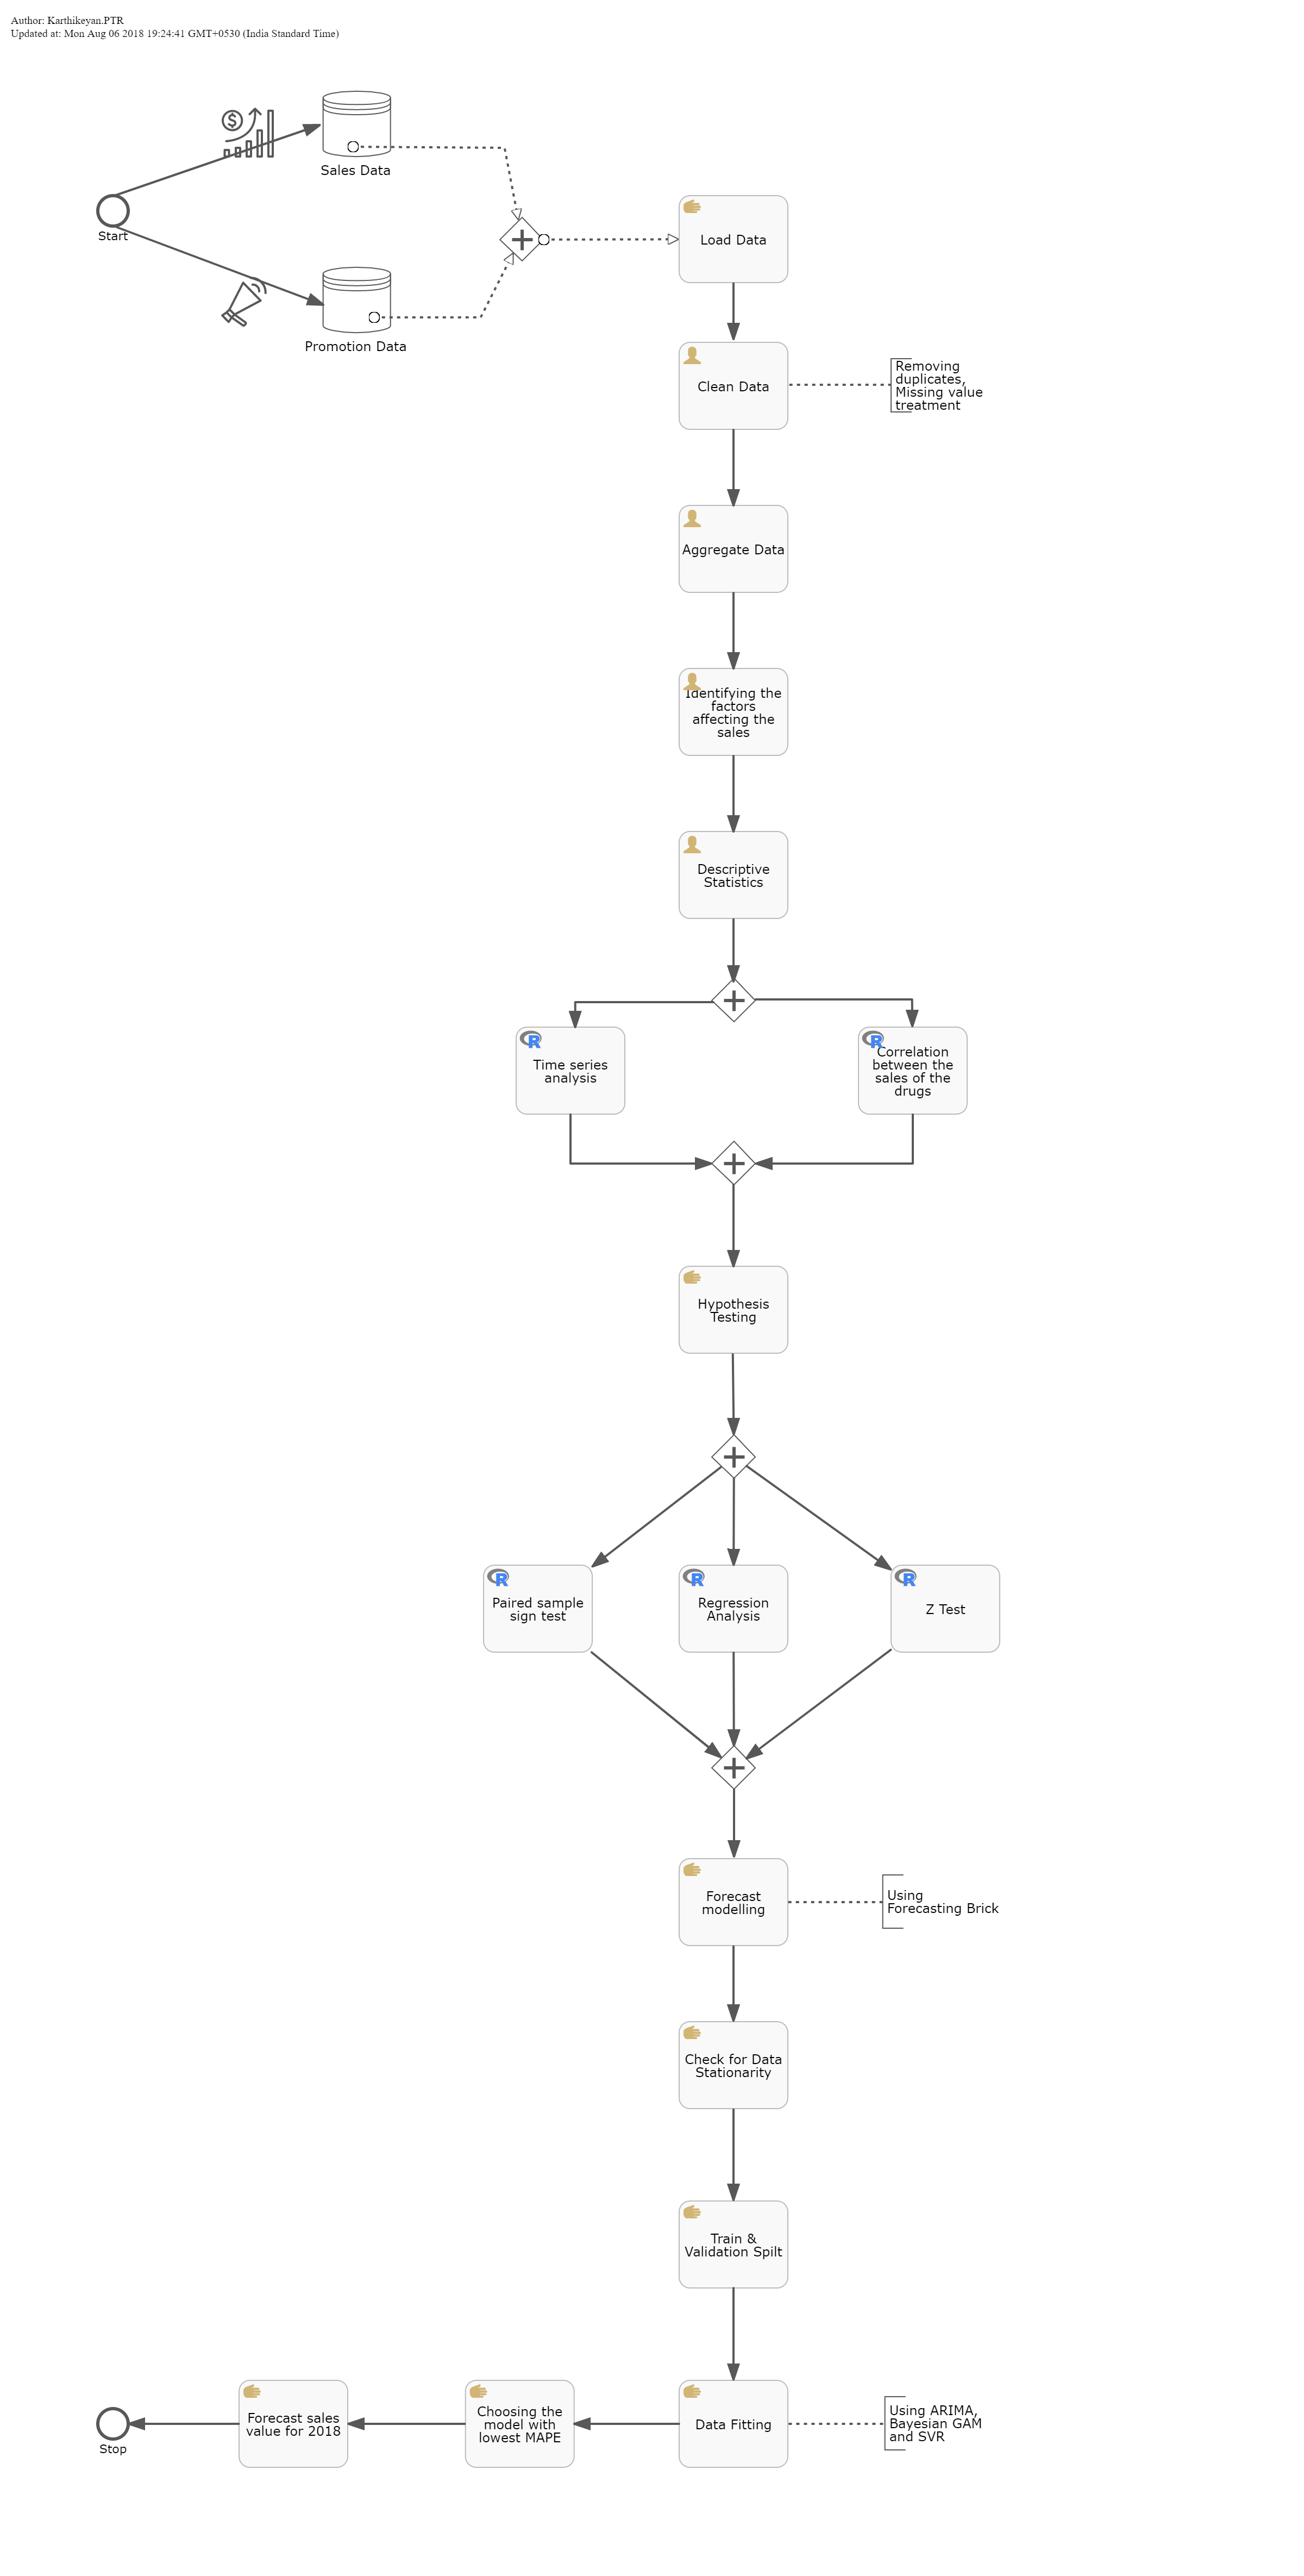 Author: Karthikeyan.PTR
Updated at: Mon Aug 06 2018 19:24:41 GMT+0530 (India Standard Time)
$
Sales Data
Start
Promotion Data
Load Data
Clean Data
Removing
duplicates,
Missing value
treatment
Aggregate Data
Identifying the
factors
affecting the
sales
Descriptive
Statistics
R
Time series
analysis
R
Correlation
between the
sales of the
drugs
Hypothesis
Testing
R
Paired sample
sign test
R
Regression
Analysis
R
Z Test
Forecast
modelling
Using
Forecasting Brick
Check for Data
Stationarity
Train &
Validation Spilt
Stop
Forecast sales
value for 2018
Choosing the
model with
lowest MAPE
Data Fitting
Using ARIMA,
Bayesian GAM
and SVR